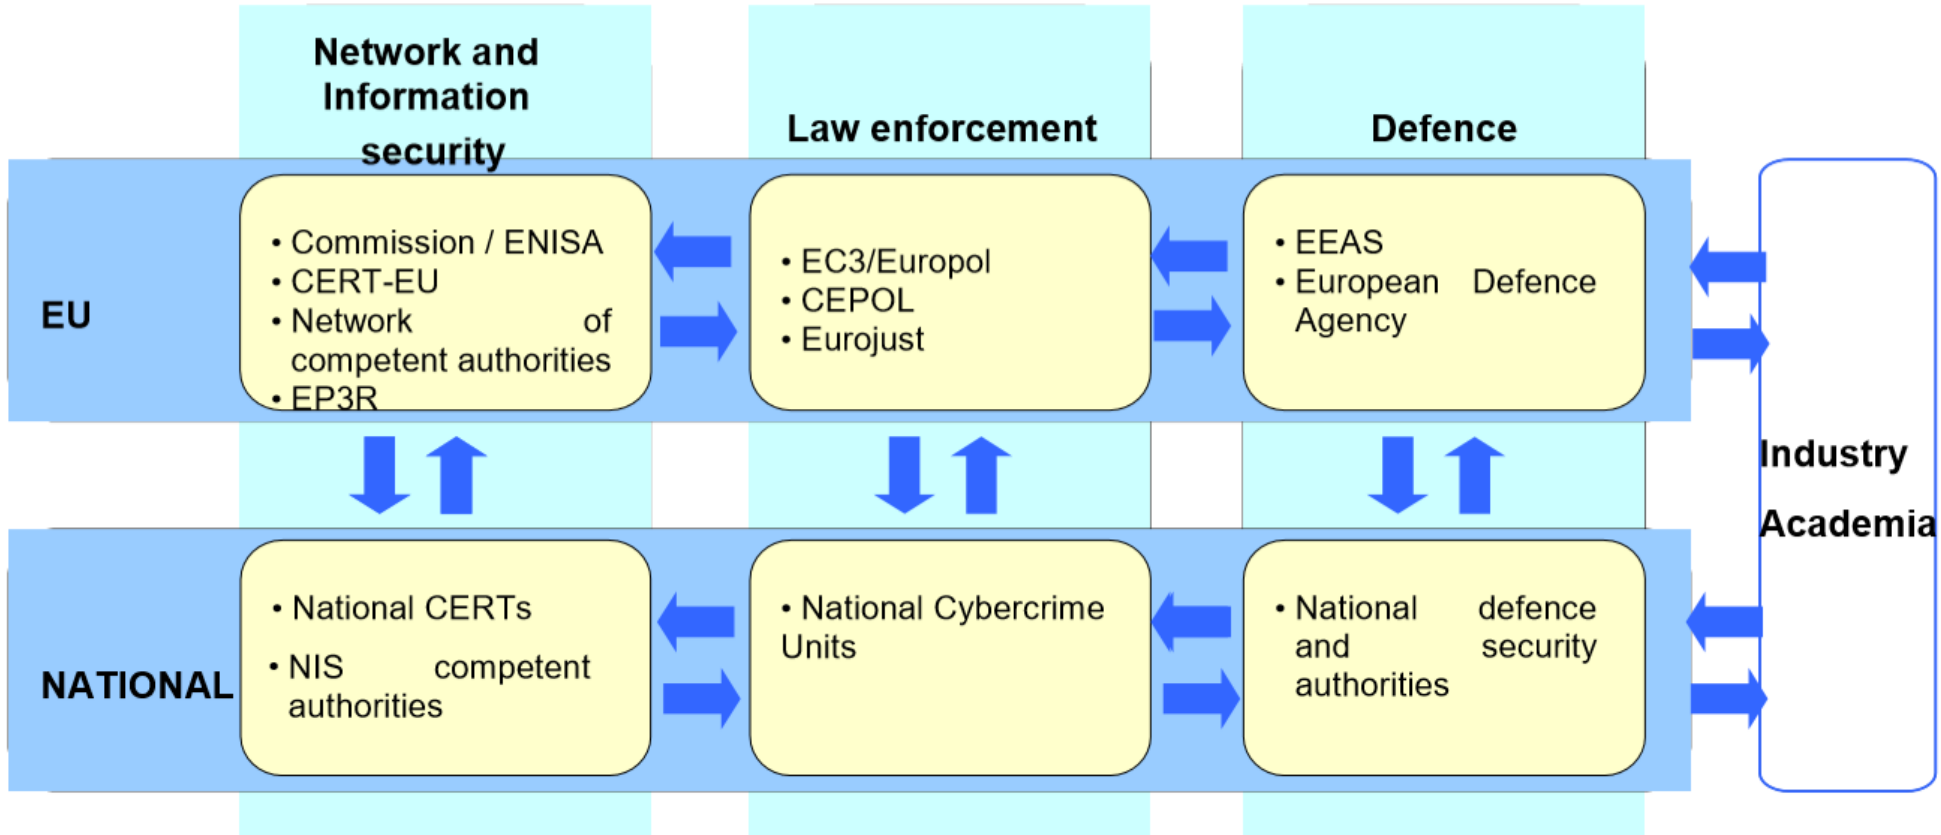 Network and
Information
security
Law enforcement
Defence
EU
• Commission / ENISA
• CERT-EU
• Network of
competent authorities
• EP3R
• EC3/Europol
• CEPOL
• Eurojust
• EEAS
• European Defence
Agency
Industry
Academia
NATIONAL
• National CERTs
• NIS competent
authorities
• National Cybercrime
Units
• National defence
and security
authorities